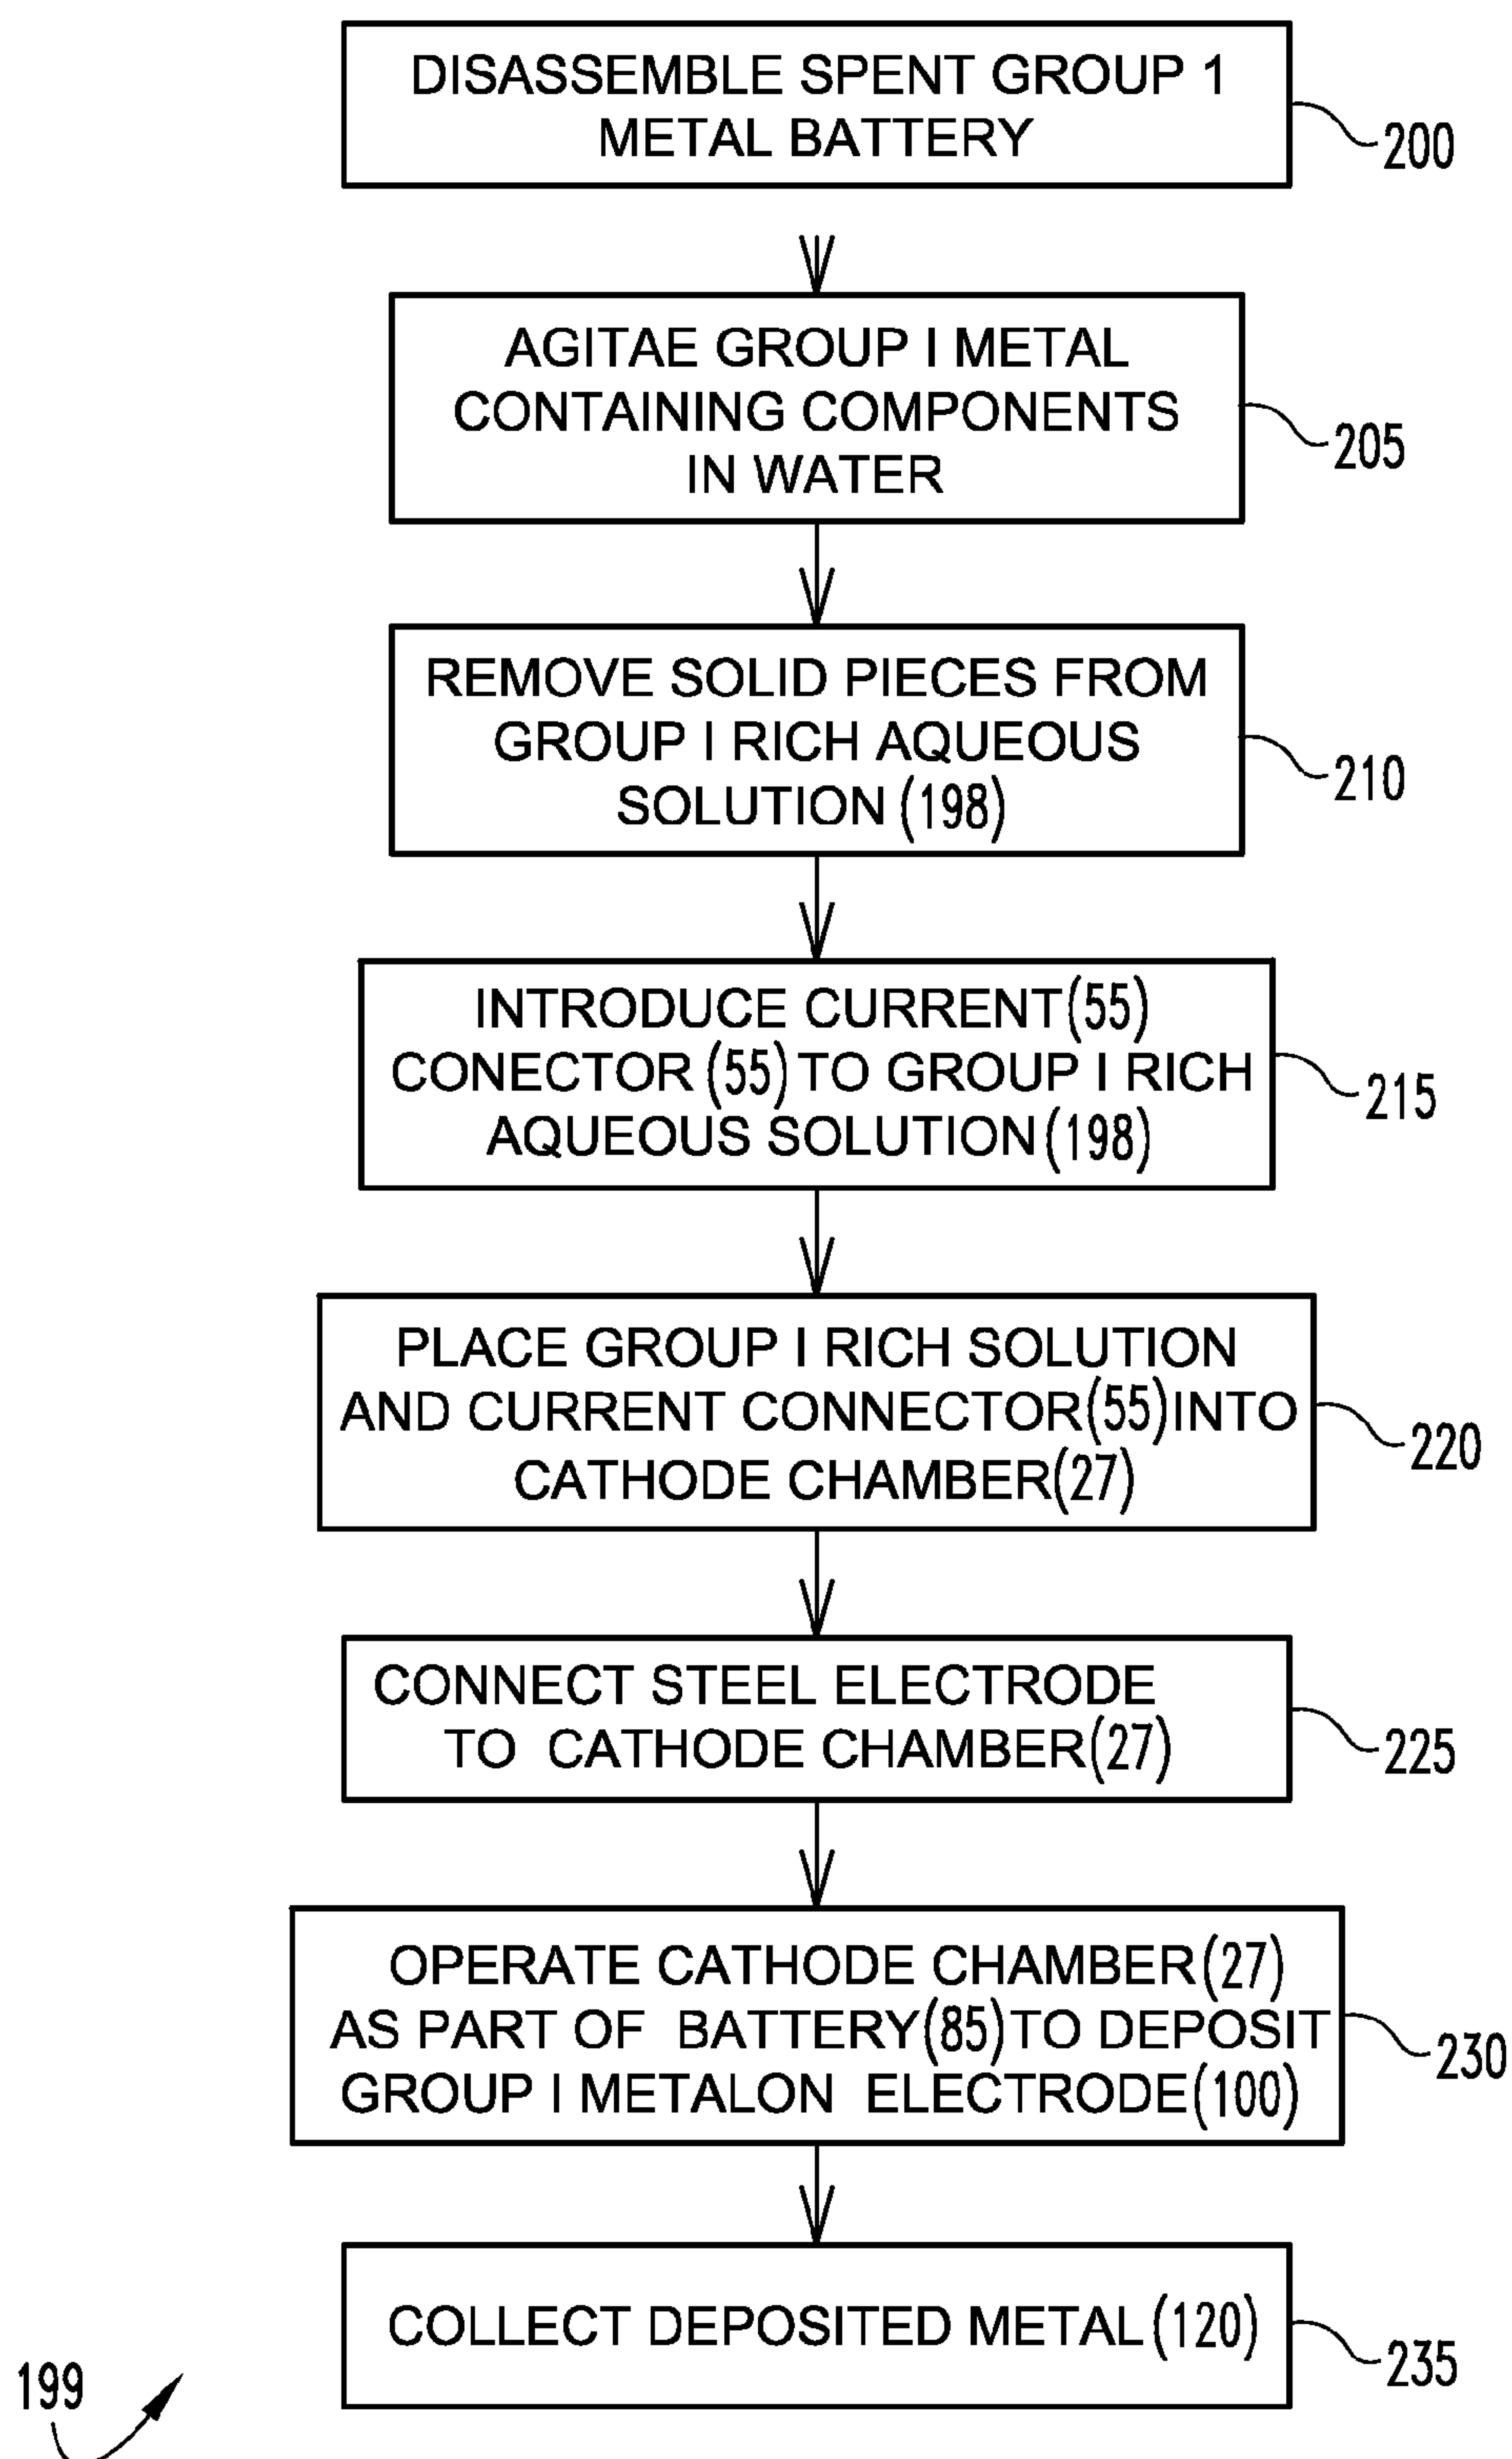 DISASSEMBLE SPENT GROUP 1
METAL BATTERY
200
AGITAE GROUP I METAL
CONTAINING COMPONENTS
IN WATER
205
REMOVE SOLID PIECES FROM
GROUP I RICH AQUEOUS
SOLUTION (198)
210
INTRODUCE CURRENT (55)
CONECTOR (55) TO GROUP I RICH
AQUEOUS SOLUTION (198)
215
PLACE GROUP I RICH SOLUTION
AND CURRENT CONNECTOR (55) INTO
CATHODE CHAMBER (27)
220
CONNECT STEEL ELECTRODE
TO CATHODE CHAMBER (27)
225
OPERATE CATHODE CHAMBER (27)
AS PART OF BATTERY (85) TO DEPOSIT
GROUP I METALON ELECTRODE (100)
230
COLLECT DEPOSITED METAL (120)
235
199